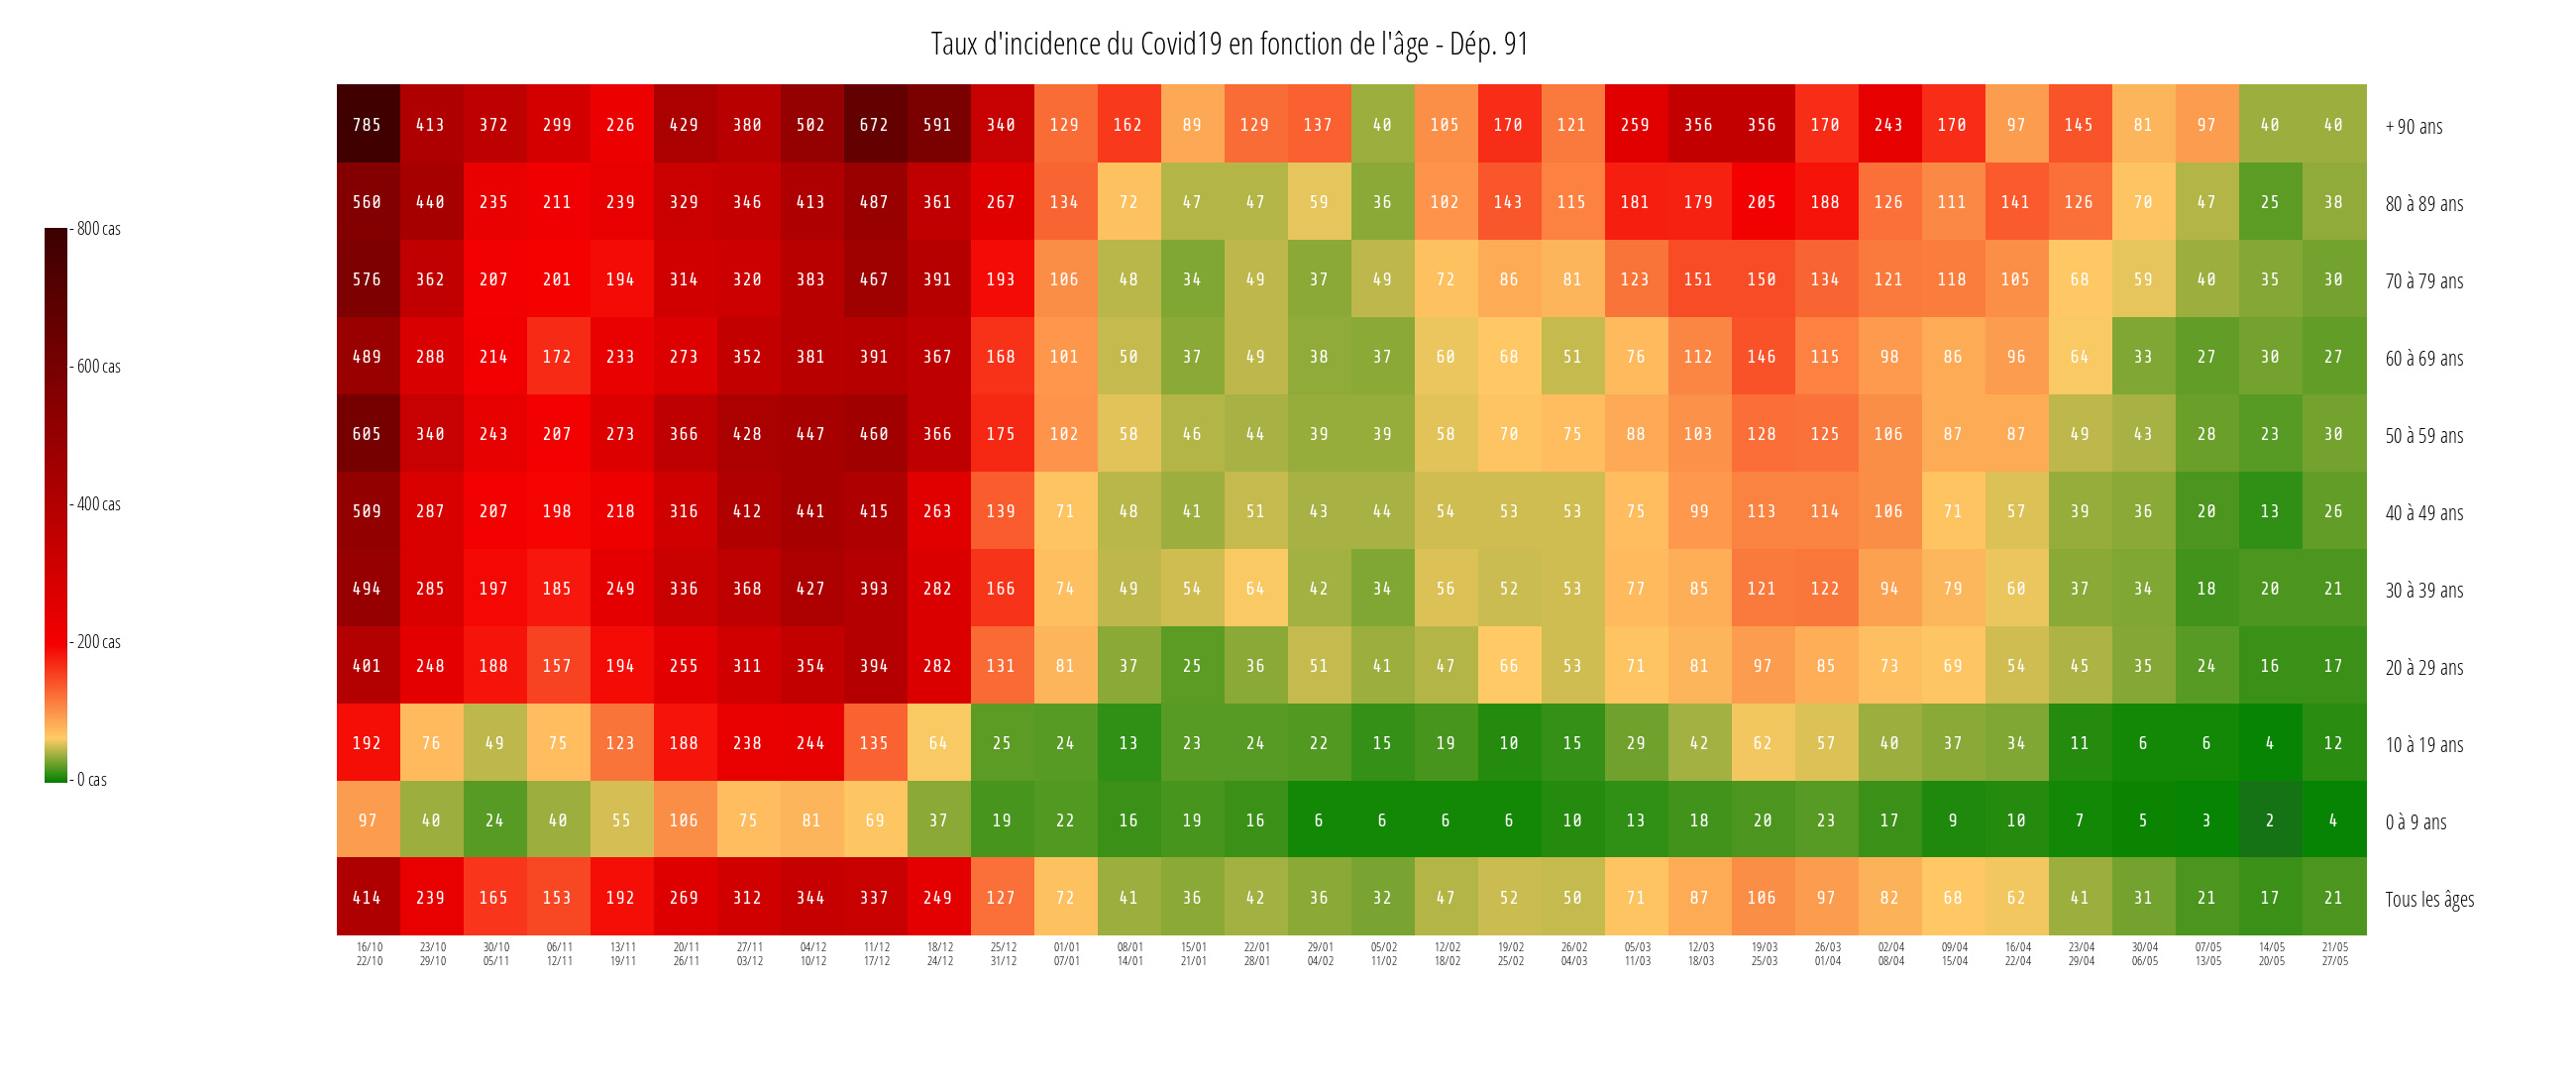 Taux d'incidence du Covid19 en fonction de l'âge - Dép. 91
785 413 372 299 226 429 380 502 672 591 340 129 162 89 129 137 40 105 170 121 259 356 356 170 243 170 97 145 81 97 40 40 + 90 ans
560 440 235 211 239 329 346 413 487 361 267 134 72 47 47 59 36 102 143 115 181 179 205 188 126 111 141 126 70 47 25 38 80 à 89 ans
- 800 cas
576 362 207 201 194 314 320 383 467 391 193 106 48 34 49 37 49 72 86 81 123 151 150 134 121 118 105 68 59 40 35 30 70 à 79 ans
489 288 214 172 233 273 352 381 391 367 168 101 50 37 49 38 37 60 68 51 76 112 146 115 98 86 96 64 33 27 30 27 60 à 69 ans
- 600 cas
605 340 243 207 273 366 428 447 460 366 175 102 58 46 44 39 39 58 70 75 88 103 128 125 106 87 87 49 43 28 23 30 50 à 59 ans
- 400 cas
509 287 207 198 218 316 412 441 415 263 139 71 48 41 51 43 44 54 53 53 75 99 113 114 106 71 57 39 36 20 13 26 40 à 49 ans
494 285 197 185 249 336 368 427 393 282 166 74 49 54 64 42 34 56 52 53 77 85 121 122 94 79 60 37 34 18 20 21 30 à 39 ans
- 200 cas
401 248 188 157 194 255 311 354 394 282 131 81 37 25 36 51 41 47 66 53 71 81 97 85 73 69 54 45 35 24 16 17 20 à 29 ans
192 76 49 75 123 188 238 244 135 64 25 24 13 23 24 22 15 19 10 15 29 42 62 57 40 37 34 11 6 6 4 12 10 à 19 ans
- 0 cas
97 40 24 40 55 106 75 81 69 37 19 22 16 19 16 6 6 6 6 10 13 18 20 23 17 9 10 7 5 3 2 4 0 à 9 ans
414 239 165 153 192 269 312 344 337 249 127 72 41 36 42 36 32 47 52 50 71 87 106 97 82 68 62 41 31 21 17 21 Tous les âges
16/10 23/10 30/10 06/11 13/11 20/11 27/11 04/12 11/12 18/12 25/12 01/01 08/01 15/01 22/01 29/01 05/02 12/02 19/02 26/02 05/03 12/03 19/03 26/03 02/04 09/04 16/04 23/04 30/04 07/05 14/05 21/05
22/10 29/10 05/11 12/11 19/11 26/11 03/12 10/12 17/12 24/12 31/12 07/01 14/01 21/01 28/01 04/02 11/02 18/02 25/02 04/03 11/03 18/03 25/03 01/04 08/04 15/04 22/04 29/04 06/05 13/05 20/05 27/05